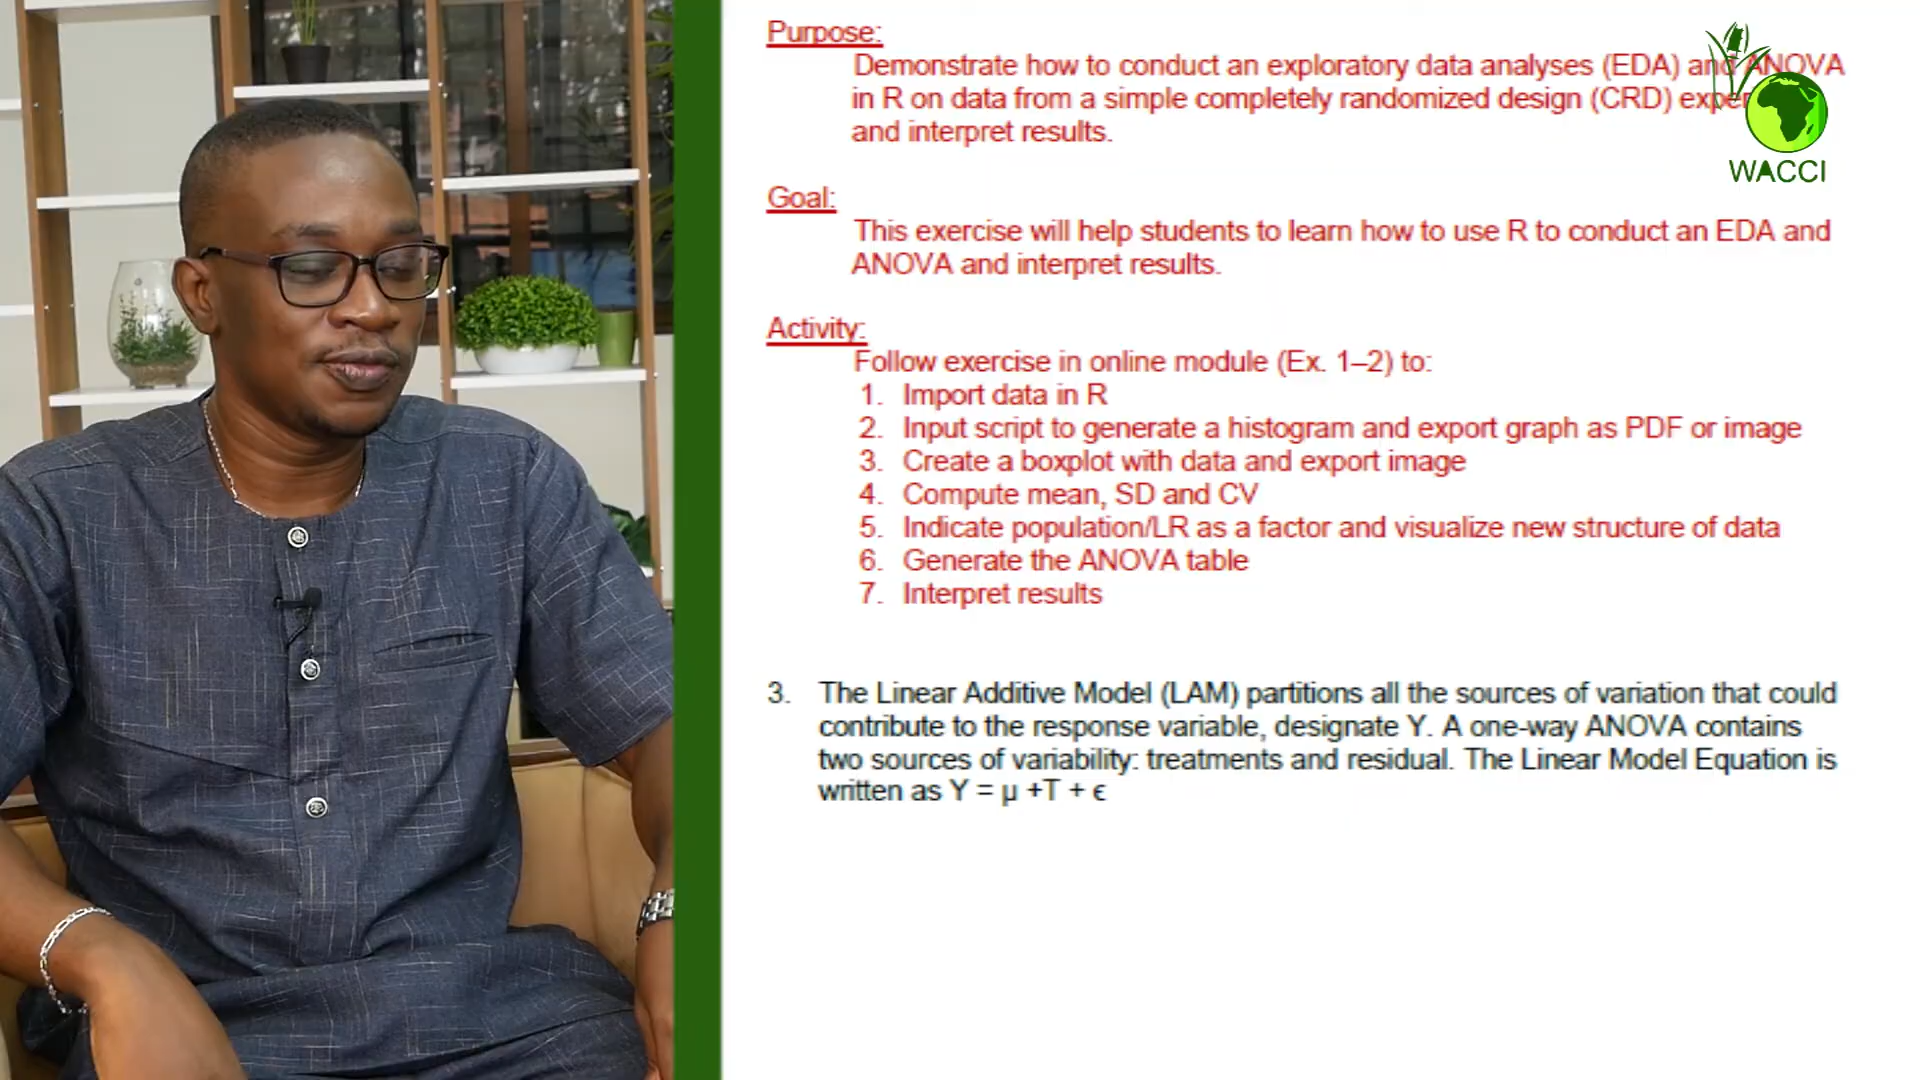 Purpose:
Demonstrate how to conduct an exploratory data analyses (EDA) and ANOVA
in R on data from a simple completely randomized design (CRD)
and interpret results.
WACCI
Goal:
This exercise will help students to learn how to use R to conduct an EDA and
ANOVA and interpret results.
Activity:
Follow exercise in online module (Ex. 1–2) to:
1. Import data in R
2. Input script to generate a histogram and export graph as PDF or image
3. Create a boxplot with data and export image
4. Compute mean, SD and CV
5. Indicate population/LR as a factor and visualize new structure of data
6. Generate the ANOVA table
7. Interpret results
3. The Linear Additive Model (LAM) partitions all the sources of variation that could
contribute to the response variable, designate Y. A one-way ANOVA contains
two sources of variability: treatments and residual. The Linear Model Equation is
written as Y = μ +T + ϵ